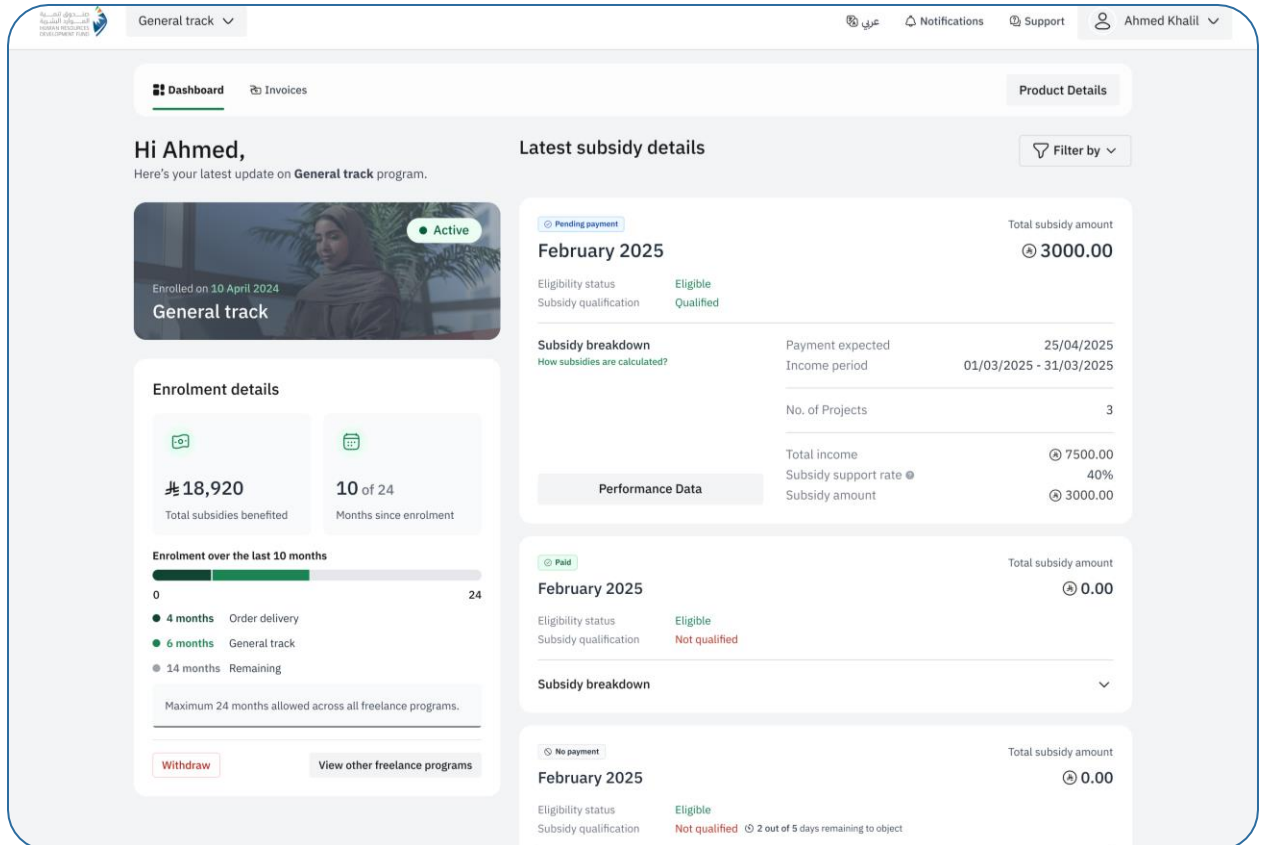 صندوق تنمية
الموارد البشرية
HUMAN RESOURCES
DEVELOPMENT FUND
General track
عربي
Notifications
Support
Ahmed Khalil
Dashboard
Invoices
Product Details
Hi Ahmed,
Here's your latest update on General track program.
Active
Enrolled on 10 April 2024
General track
Enrolment details
18,920
Total subsidies benefited
10 of 24
Months since enrolment
Enrolment over the last 10 months
0 24
4 months Order delivery
6 months General track
14 months Remaining
Maximum 24 months allowed across all freelance programs.
Withdraw
View other freelance programs
Latest subsidy details
Filter by
Pending payment
Total subsidy amount
February 2025
3000.00
Eligibility status Eligible
Subsidy qualification Qualified
Subsidy breakdown
How subsidies are calculated?
Performance Data
Payment expected 25/04/2025
Income period 01/03/2025 - 31/03/2025
No. of Projects 3
Total income 7500.00
Subsidy support rate 40%
Subsidy amount 3000.00
Paid
Total subsidy amount
February 2025
0.00
Eligibility status Eligible
Subsidy qualification Not qualified
Subsidy breakdown
No payment
Total subsidy amount
February 2025
0.00
Eligibility status Eligible
Subsidy qualification Not qualified 2 out of 5 days remaining to object